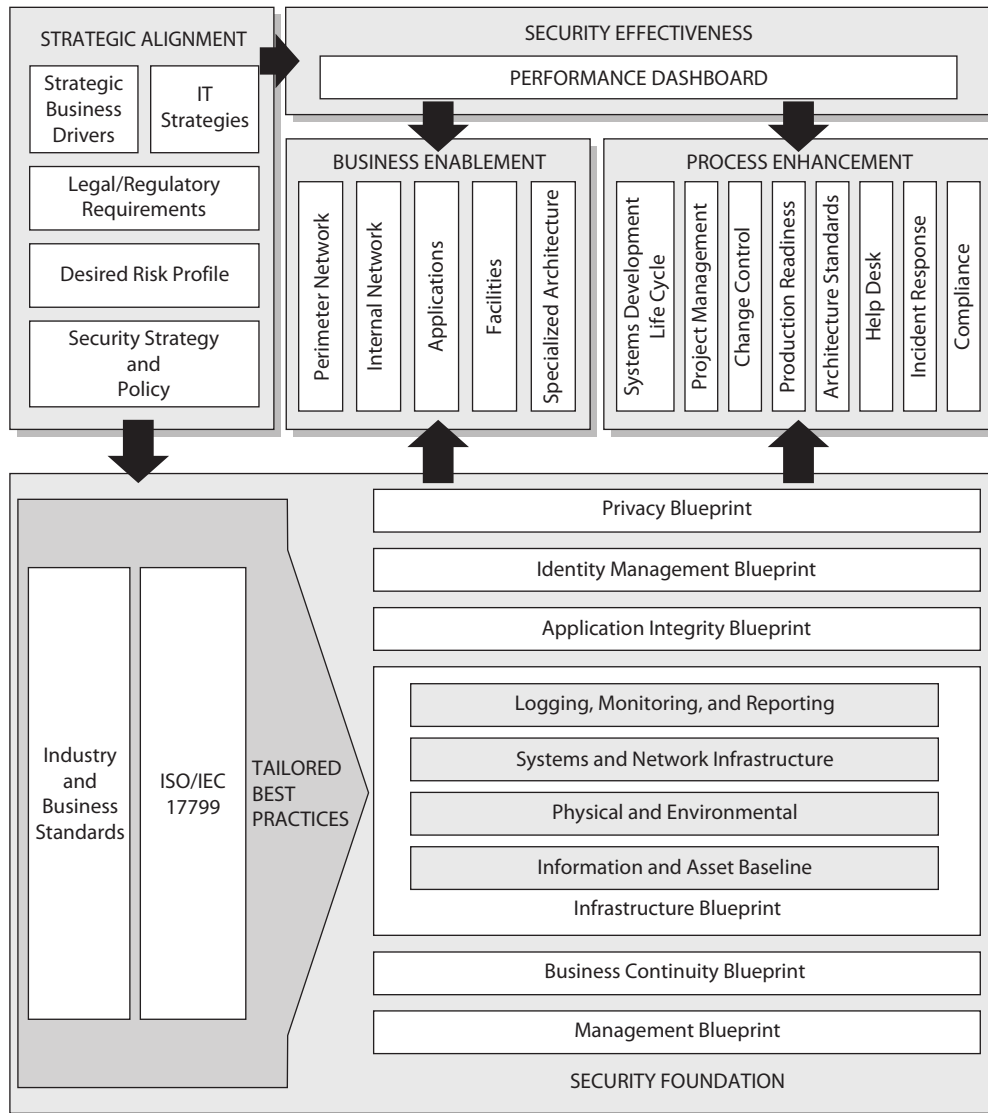 STRATEGIC ALIGNMENT
Strategic
Business
Drivers
IT
Strategies
Legal/Regulatory
Requirements
Desired Risk Profile
Security Strategy
and
Policy
SECURITY EFFECTIVENESS
PERFORMANCE DASHBOARD
BUSINESS ENABLEMENT
Perimeter Network
Internal Network
Applications
Facilities
Specialized Architecture
PROCESS ENHANCEMENT
Systems Development
Life Cycle
Project Management
Change Control
Production Readiness
Architecture Standards
Help Desk
Incident Response
Compliance
Industry
and
Business
Standards
ISO/IEC
17799
TAILORED
BEST
PRACTICES
Privacy Blueprint
Identity Management Blueprint
Application Integrity Blueprint
Logging, Monitoring, and Reporting
Systems and Network Infrastructure
Physical and Environmental
Information and Asset Baseline
Infrastructure Blueprint
Business Continuity Blueprint
Management Blueprint
SECURITY FOUNDATION